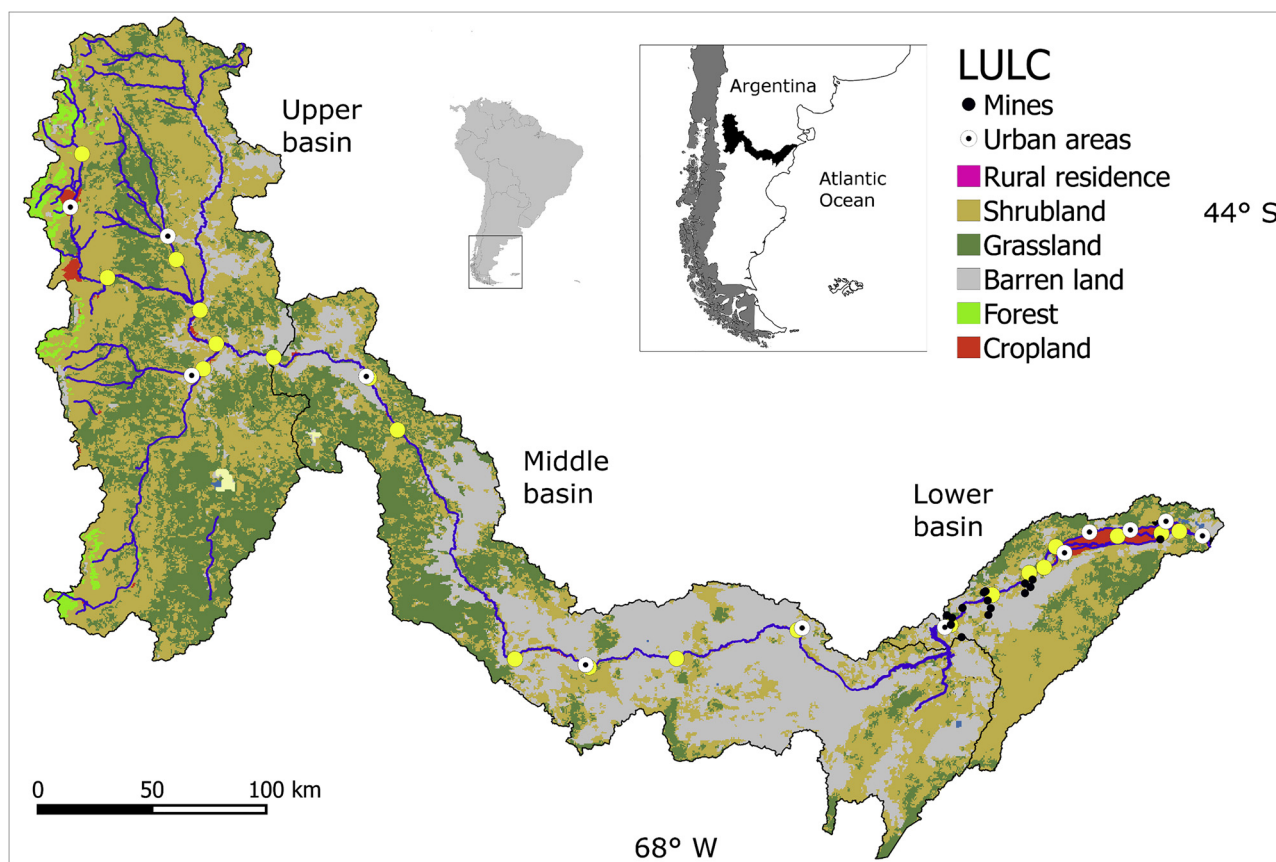 Upper
basin
Argentina
Atlantic
Ocean
LULC
Mines
Urban areas
Rural residence
Shrubland
Grassland
Barren land
Forest
Cropland
44° S
Middle
basin
Lower
basin
0 50 100 km
68° W